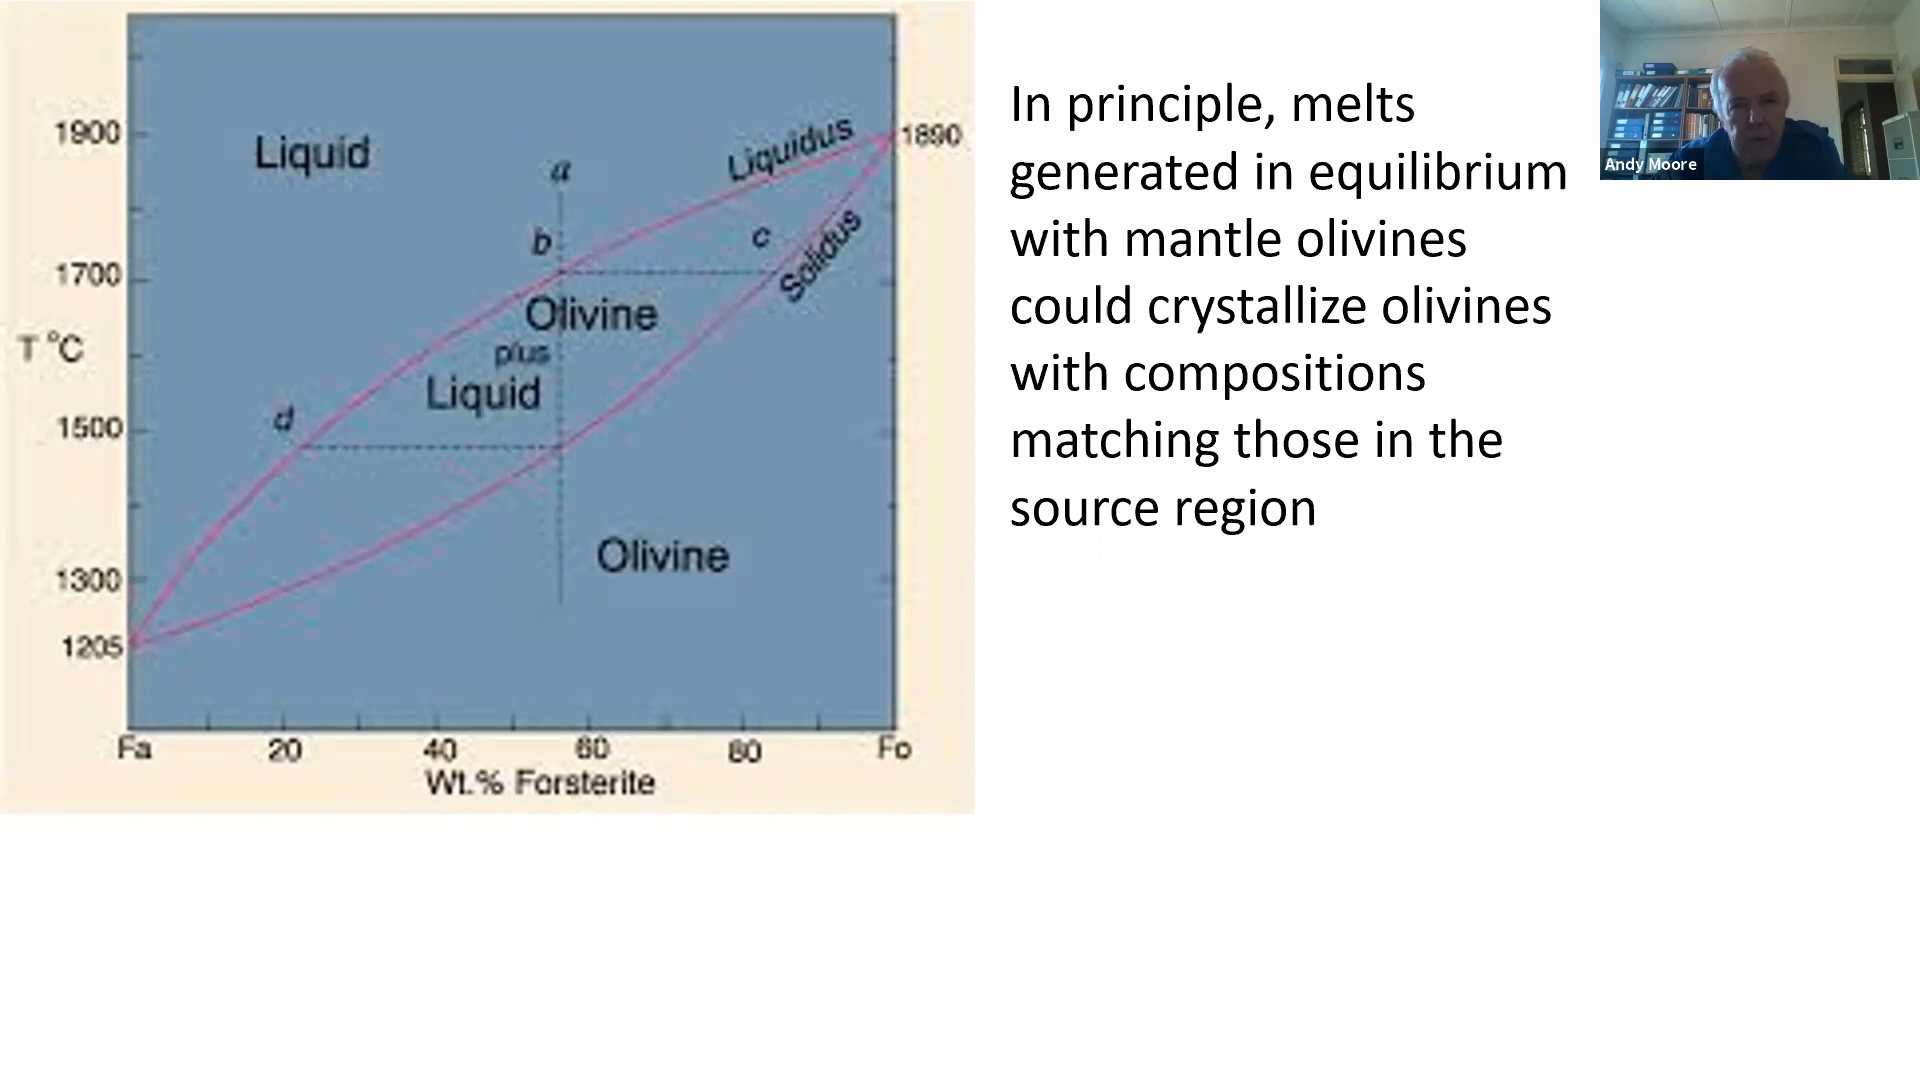 1900
1700
T °C
1500
1300
1205
Liquid
a
b
c
d
Liquidus
1890
Solidus
Olivine
plus
Liquid
Olivine
Fa
20
40
60
80
Fo
Wt.% Forsterite
In principle, melts
generated in equilibrium
with mantle olivines
could crystallize olivines
with compositions
matching those in the
source region
Andy Moore